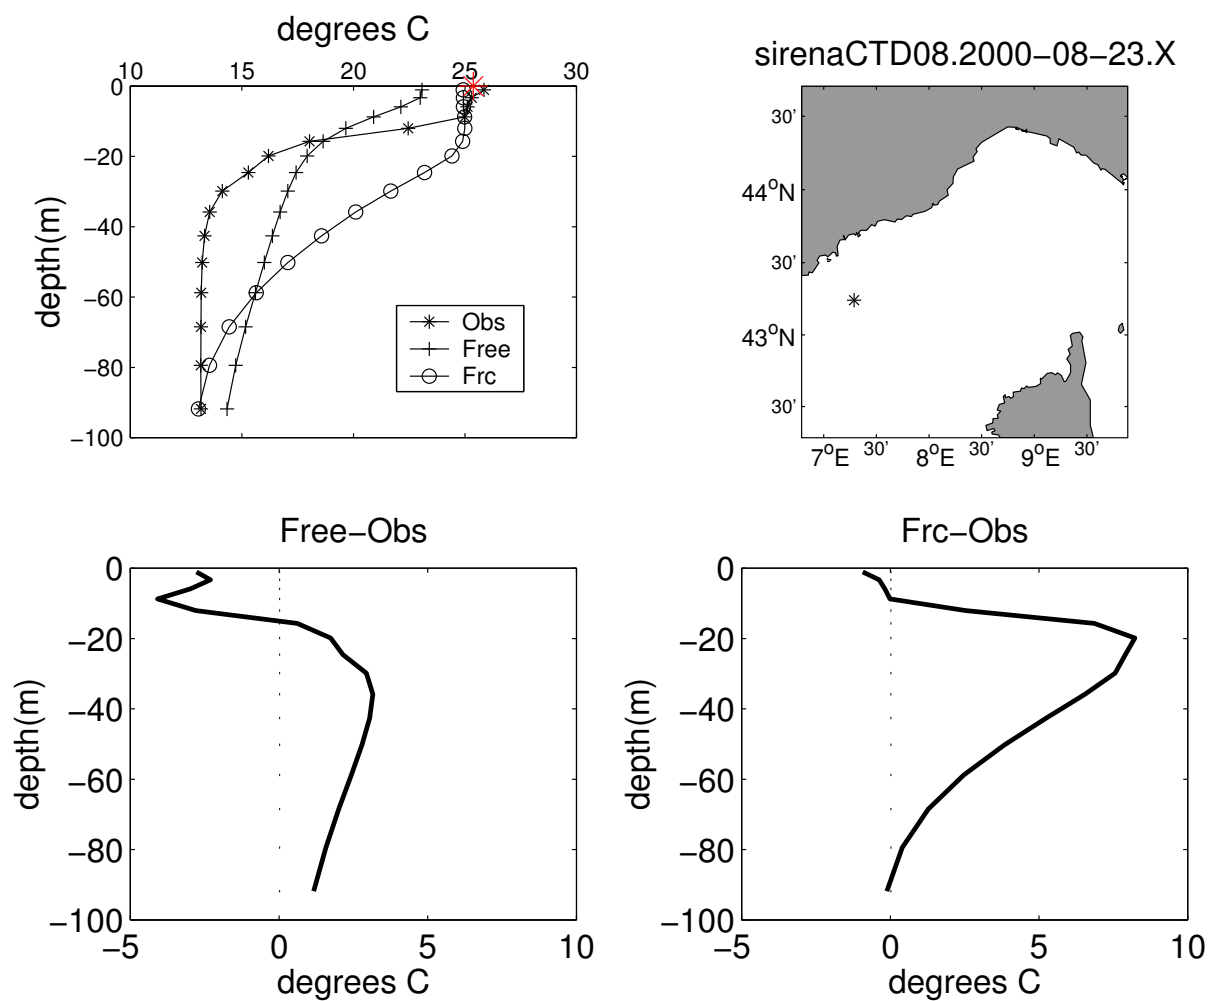 degrees C
10 15 20 25 30
0
−20
−40
−60
−80
−100
depth(m)
Obs
Free
Frc
sirenaCTD08.2000−08−23.X
30'
44°N
30'
43°N
30'
7°E 30' 8°E 30' 9°E 30'
Free−Obs
0
−20
−40
−60
−80
−100
depth(m)
−5 0 5 10
degrees C
Frc−Obs
0
−20
−40
−60
−80
−100
depth(m)
−5 0 5 10
degrees C